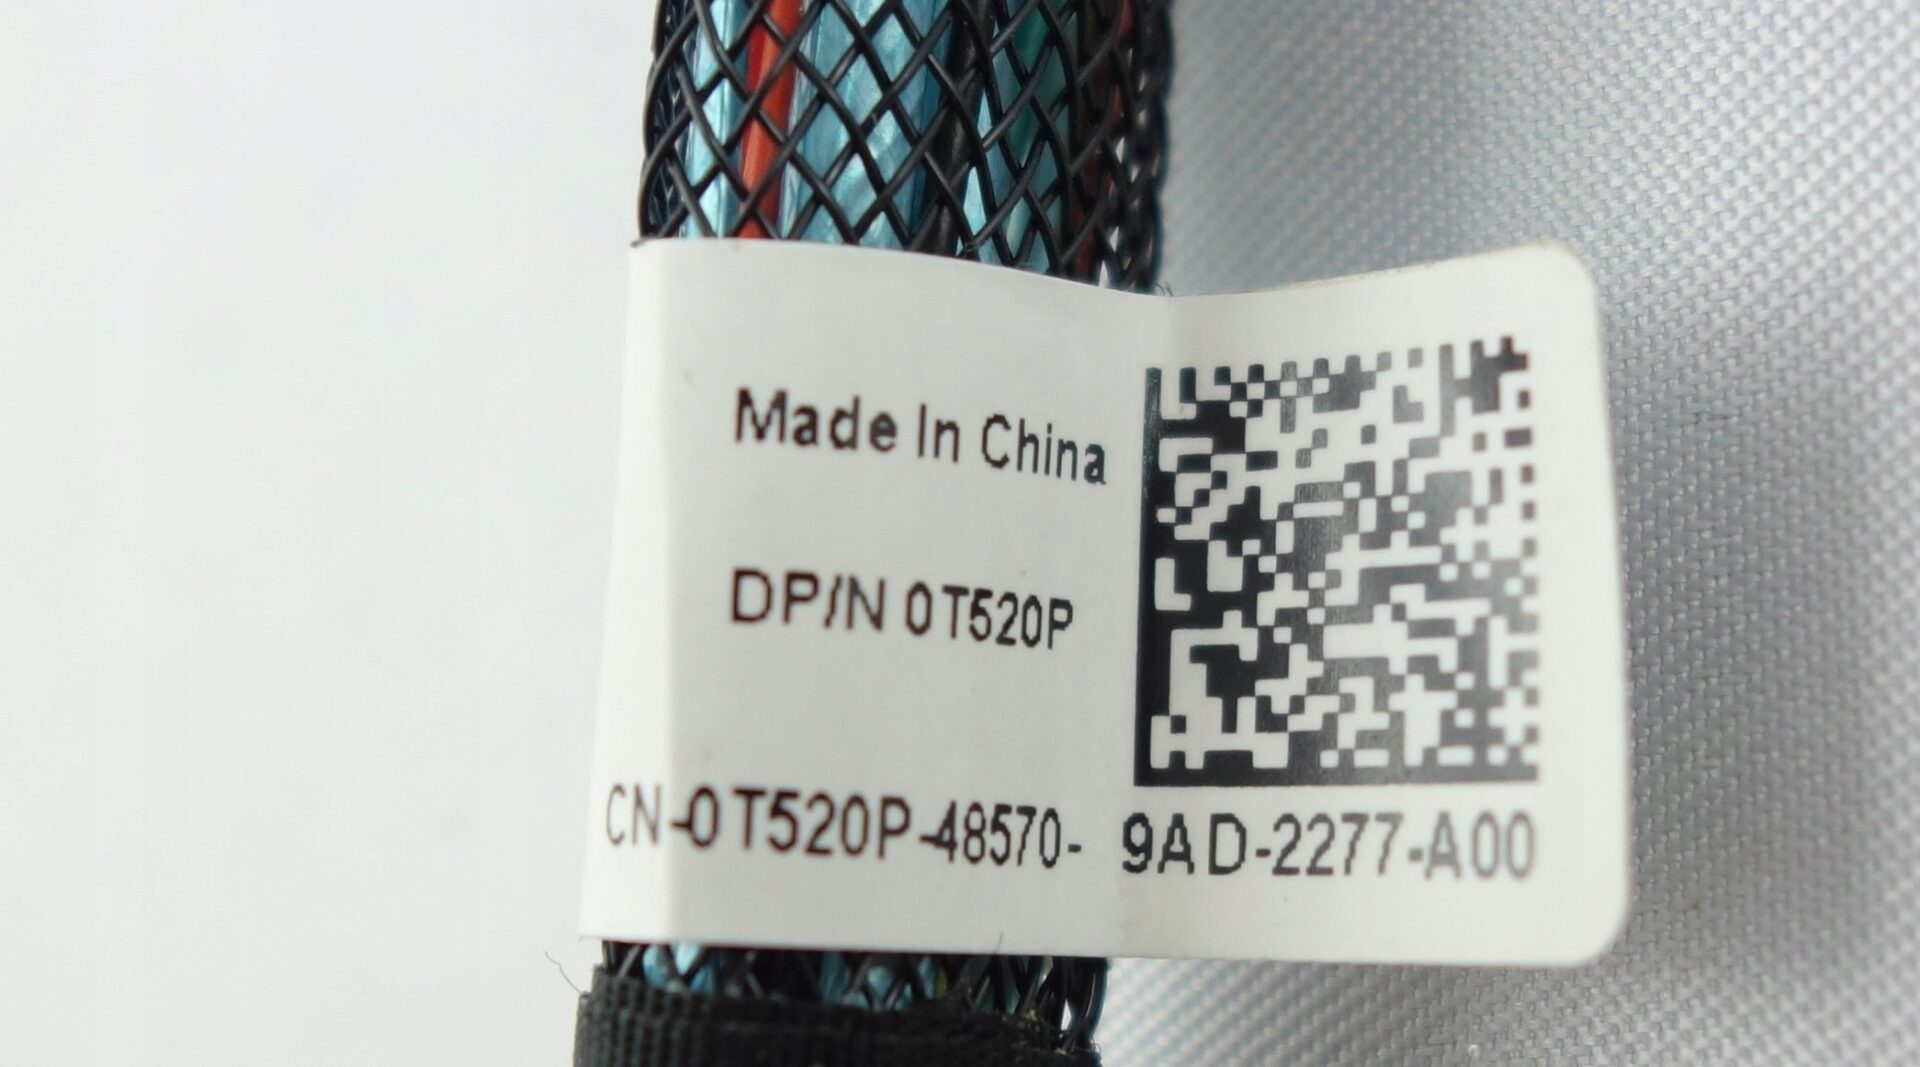 Made In China
DP/N 0T520P
CN-0T520P-48570-9AD-2277-A00